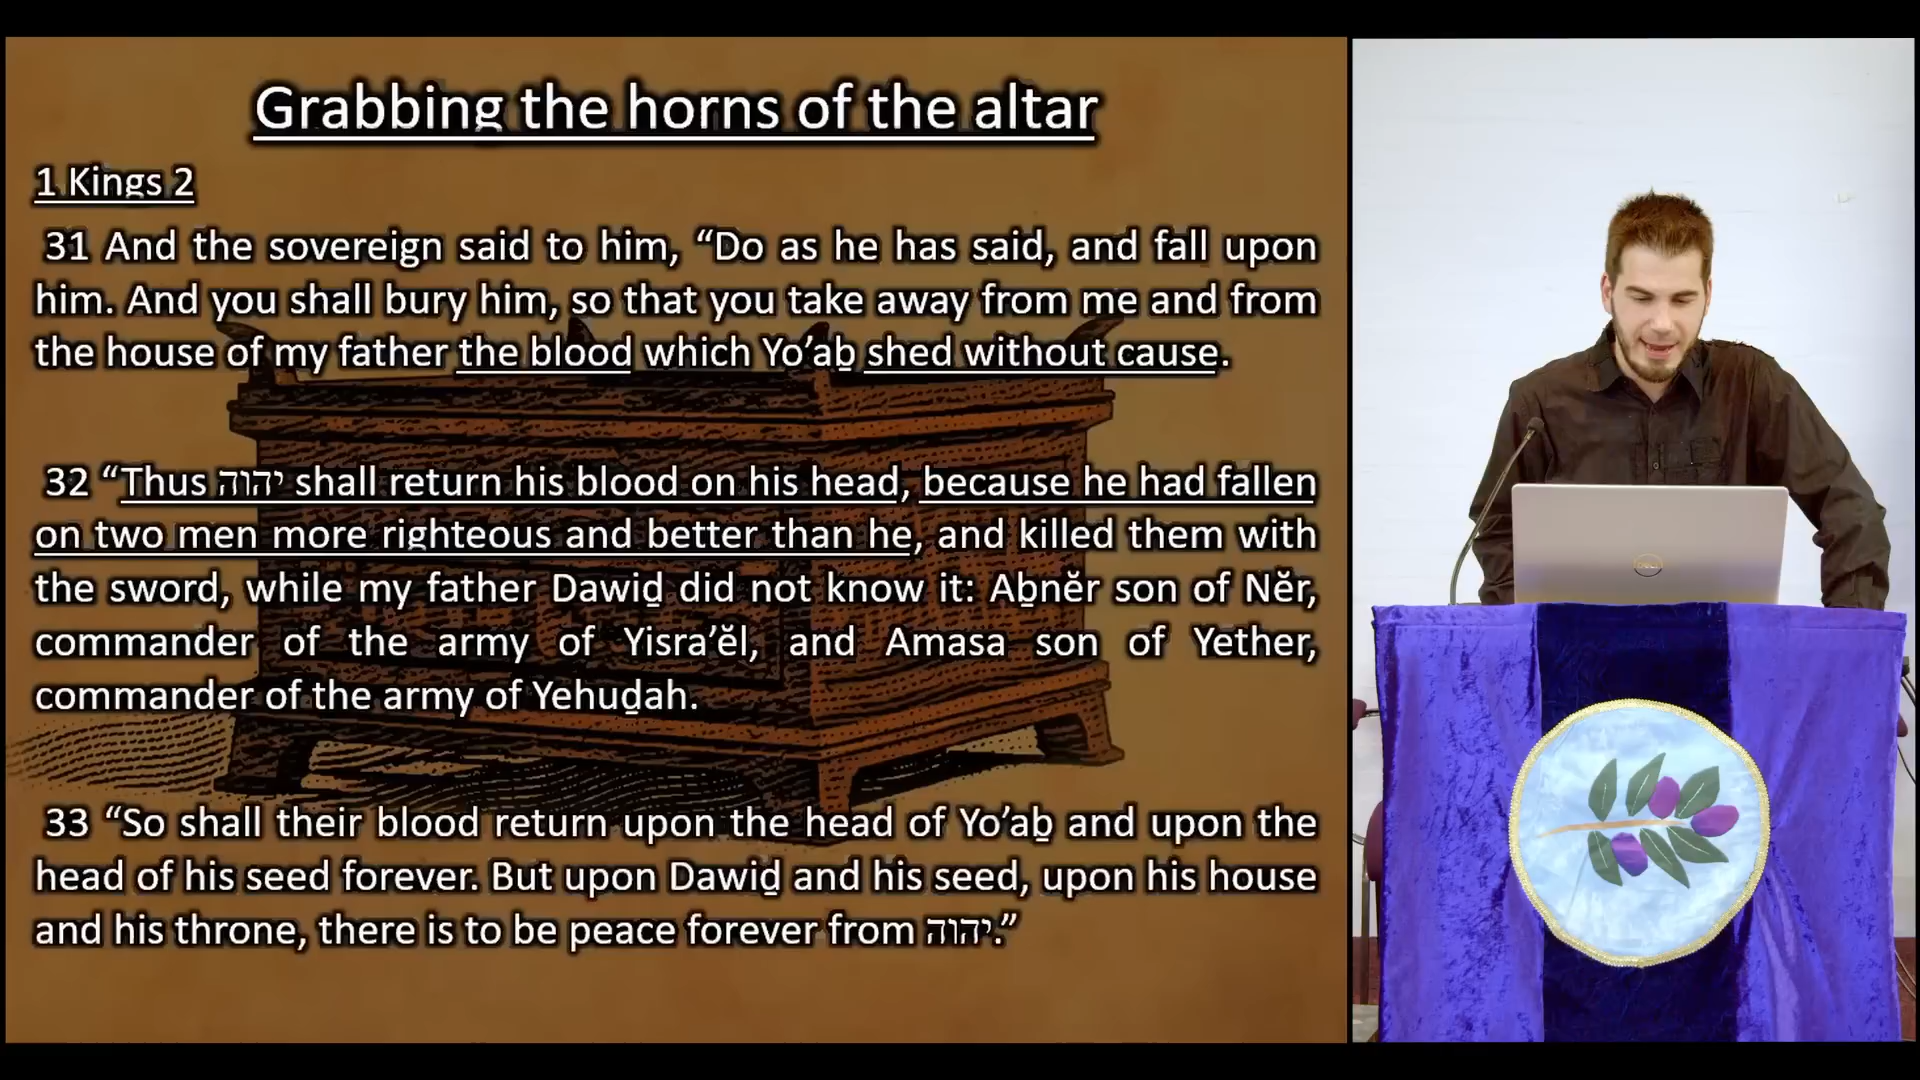 Grabbing the horns of the altar
1 Kings 2
31 And the sovereign said to him, “Do as he has said, and fall upon
him. And you shall bury him, so that you take away from me and from
the house of my father the blood which Yo’aḇ shed without cause.
32 “Thus יהוה shall return his blood on his head, because he had fallen
on two men more righteous and better than he, and killed them with
the sword, while my father Dawiḏ did not know it: Aḇnĕr son of Nĕr,
commander of the army of Yisra’ĕl, and Amasa son of Yether,
commander of the army of Yehuḏah.
33 “So shall their blood return upon the head of Yo’aḇ and upon the
head of his seed forever. But upon Dawiḏ and his seed, upon his house
and his throne, there is to be peace forever from יהוה.”
DELL